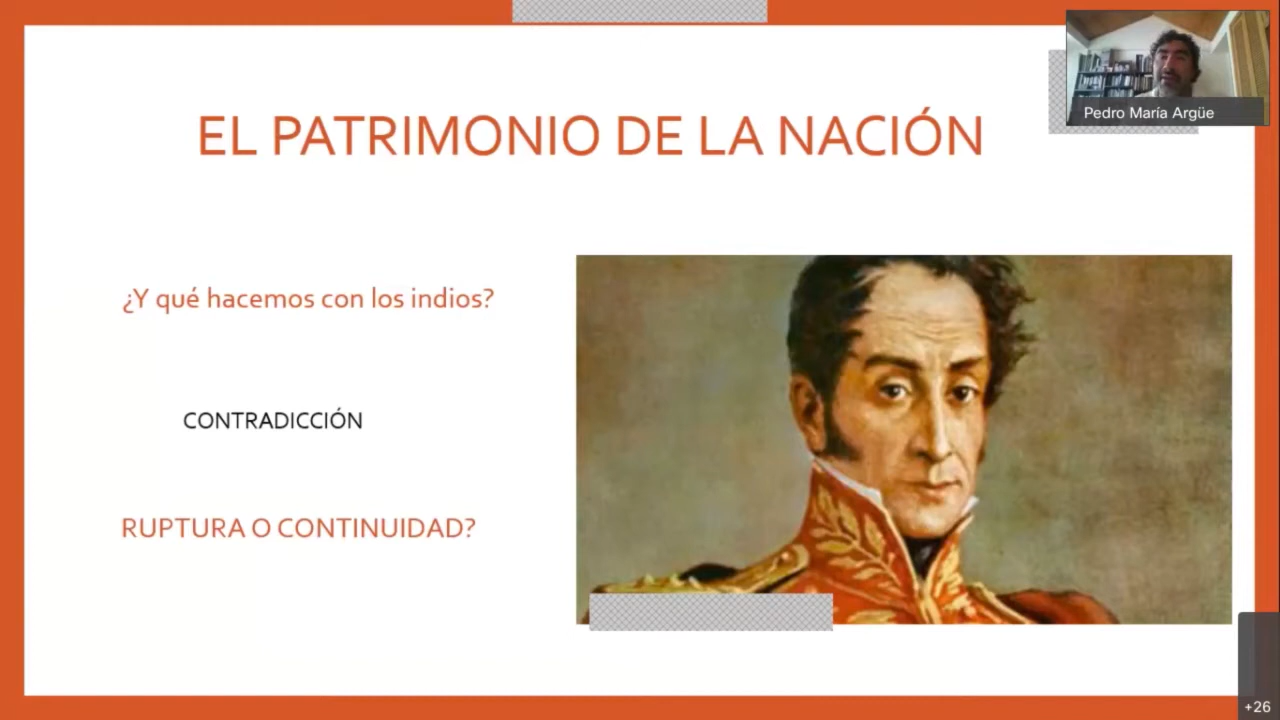 EL PATRIMONIO DE LA NACIÓN
Pedro María Argüe
¿Y qué hacemos con los indios?
CONTRADICCIÓN
RUPTURA O CONTINUIDAD?
+26